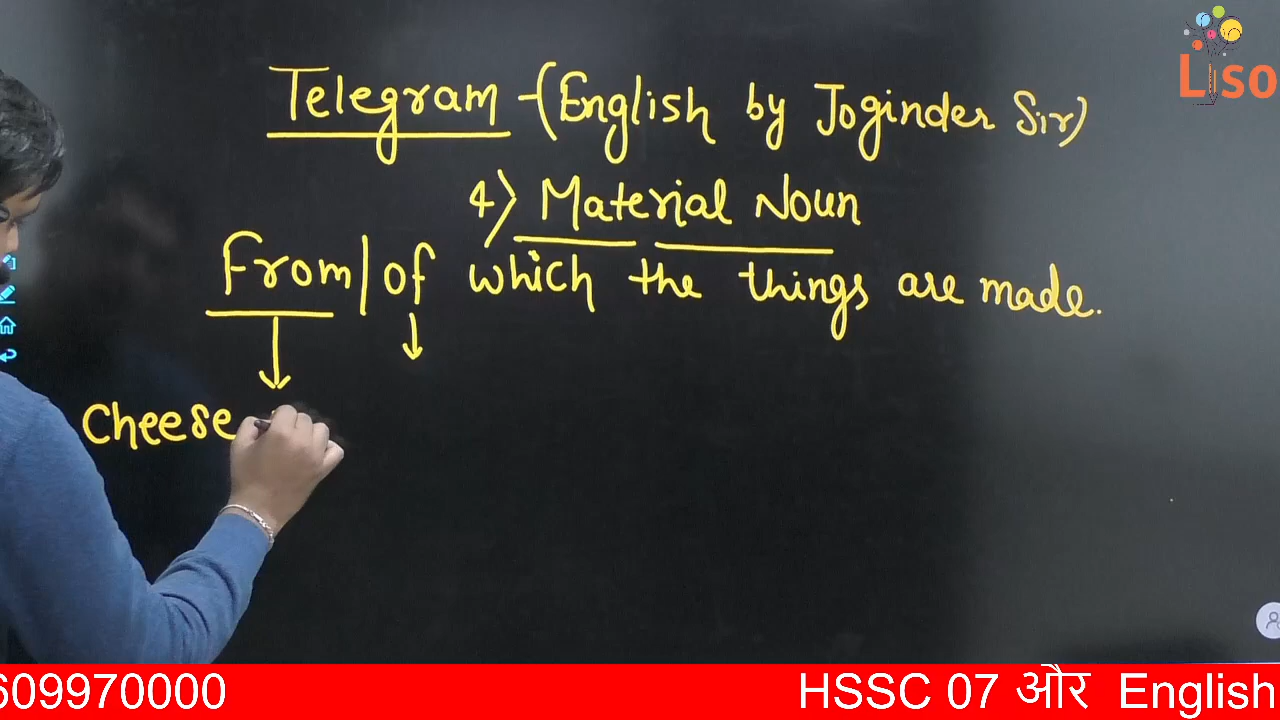 Liso
Telegram - (English by Joginder Sir)
4) Material Noun
From / of which the things are made.
Cheese
609970000 HSSC 07 और English